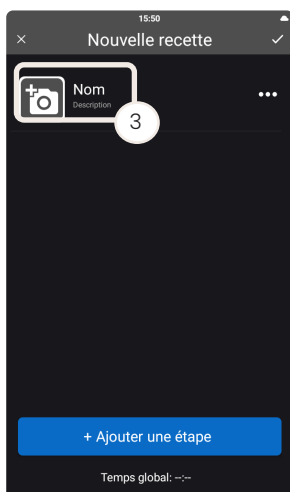 15:50
Nouvelle recette
Nom
Description
3
+ Ajouter une étape
Temps global: --:--